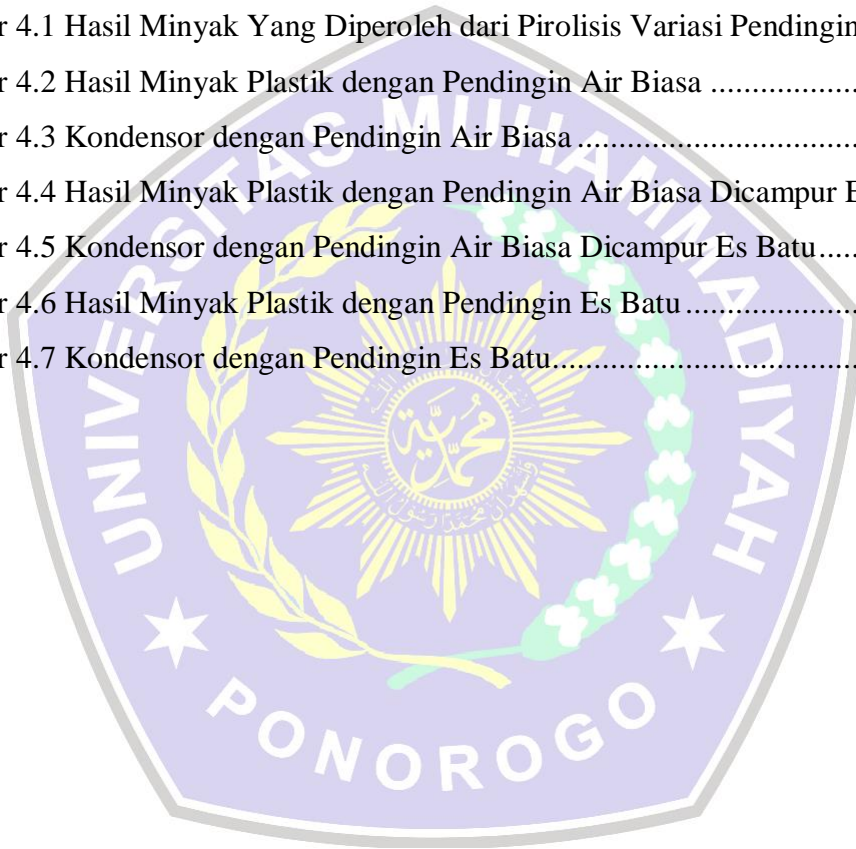 r 4.1 Hasil Minyak Yang Diperoleh dari Pirolisis Variasi Pendingin
r 4.2 Hasil Minyak Plastik dengan Pendingin Air Biasa ..................
r 4.3 Kondensor dengan Pendingin Air Biasa ..................................
r 4.4 Hasil Minyak Plastik dengan Pendingin Air Biasa Dicampur E
r 4.5 Kondensor dengan Pendingin Air Biasa Dicampur Es Batu.....
r 4.6 Hasil Minyak Plastik dengan Pendingin Es Batu .....................
r 4.7 Kondensor dengan Pendingin Es Batu.....................................
UNIVERSITAS MUHAMMADIYAH
PONOROGO
محمدية